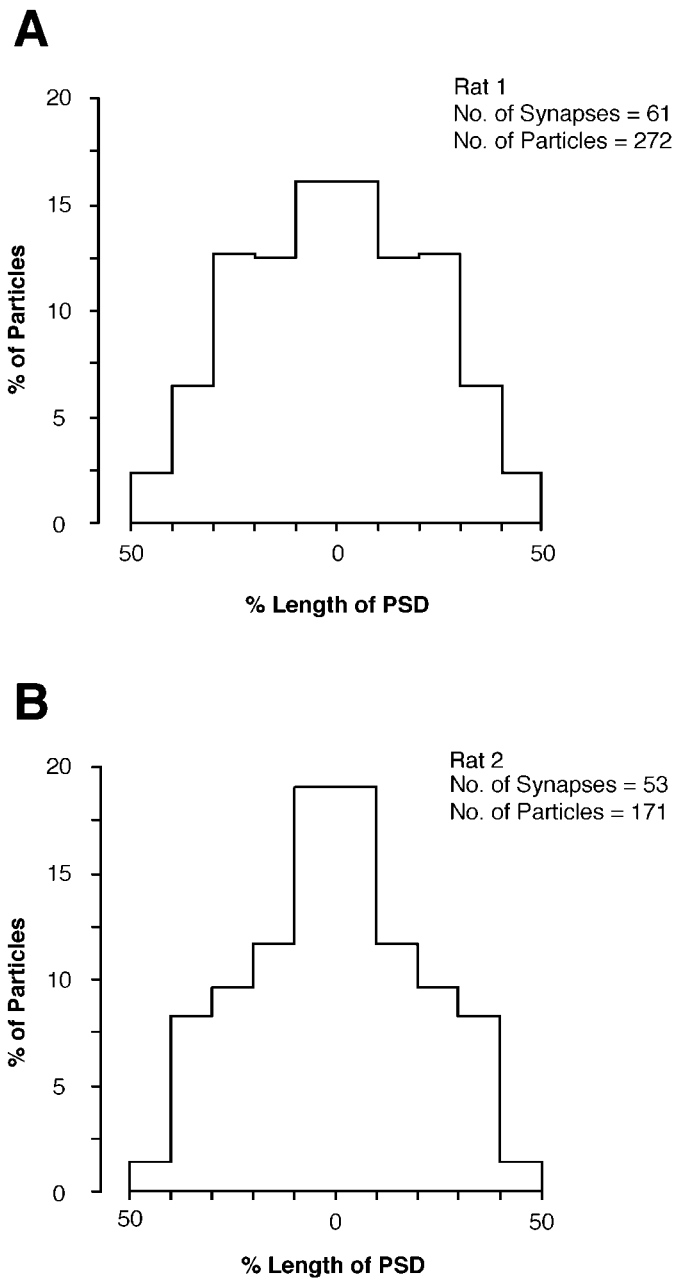 A
Rat 1
No. of Synapses = 61
No. of Particles = 272
20
15
10
5
0
% of Particles
50 0 50
% Length of PSD
B
Rat 2
No. of Synapses = 53
No. of Particles = 171
20
15
10
5
0
% of Particles
50 0 50
% Length of PSD